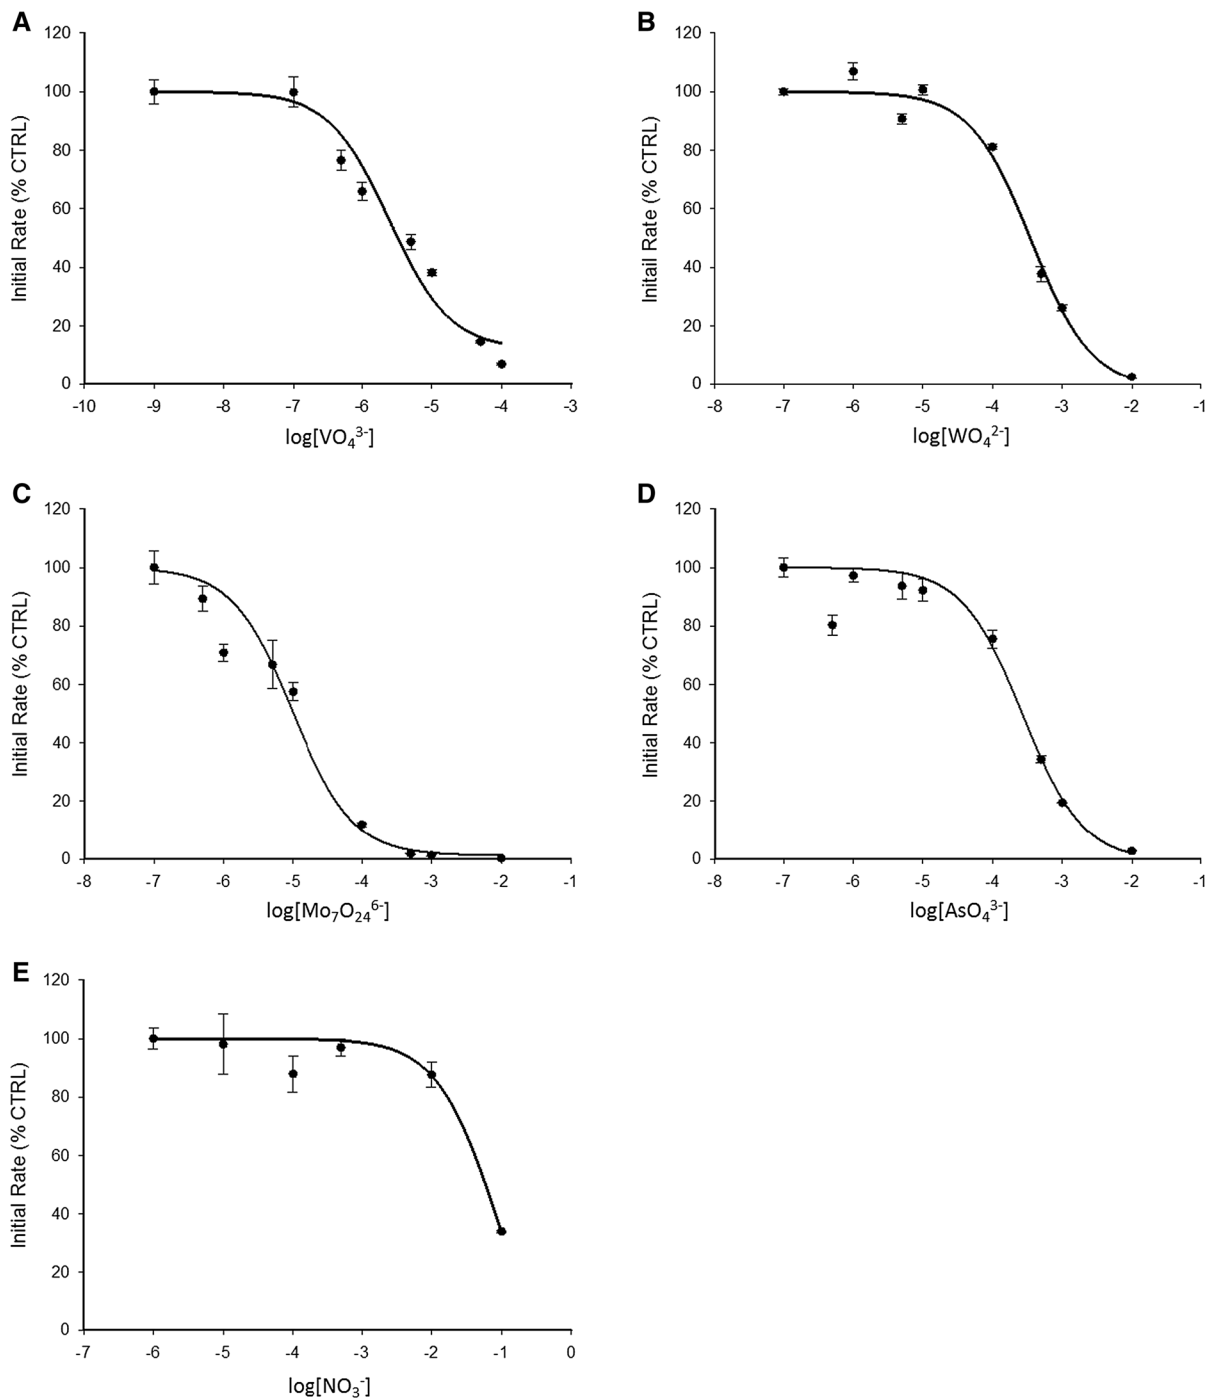 A
120
100
80
60
40
20
0
Initial Rate (% CTRL)
-10 -9 -8 -7 -6 -5 -4 -3
log[VO₄³⁻]
B
120
100
80
60
40
20
0
Initail Rate (% CTRL)
-8 -7 -6 -5 -4 -3 -2 -1
log[WO₄²⁻]
C
120
100
80
60
40
20
0
Initial Rate (% CTRL)
-8 -7 -6 -5 -4 -3 -2 -1
log[Mo₇O₂₄⁶⁻]
D
120
100
80
60
40
20
0
Initial Rate (% CTRL)
-8 -7 -6 -5 -4 -3 -2 -1
log[AsO₄³⁻]
E
120
100
80
60
40
20
0
Initial Rate (% CTRL)
-7 -6 -5 -4 -3 -2 -1 0
log[NO₃⁻]